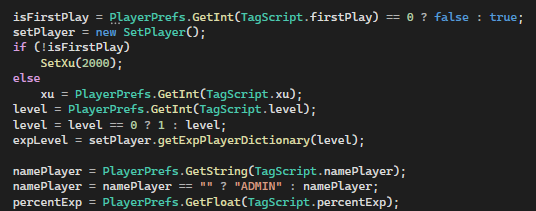 isFirstPlay = PlayerPrefs.GetInt(TagScript.firstPlay) == 0 ? false : true;
setPlayer = new SetPlayer();
if (!isFirstPlay)
    SetXu(2000);
else
    xu = PlayerPrefs.GetInt(TagScript.xu);
level = PlayerPrefs.GetInt(TagScript.level);
level = level == 0 ? 1 : level;
expLevel = setPlayer.getExpPlayerDictionary(level);

namePlayer = PlayerPrefs.GetString(TagScript.namePlayer);
namePlayer = namePlayer == "" ? "ADMIN" : namePlayer;
percentExp = PlayerPrefs.GetFloat(TagScript.percentExp);